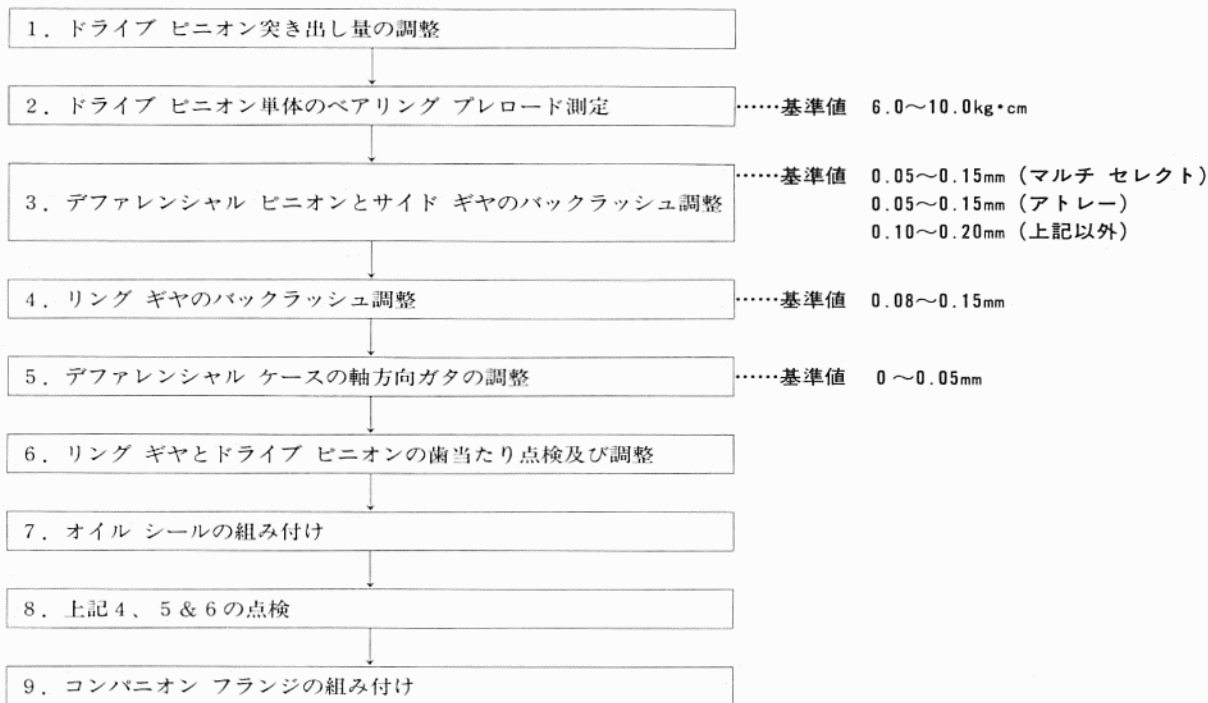 1．ドライブ ピニオン突き出し量の調整
2．ドライブ ピニオン単体のベアリング プレロード測定 ……基準値 6.0～10.0kg・cm
3．デファレンシャル ピニオンとサイド ギヤのバックラッシュ調整 ……基準値 0.05～0.15mm (マルチ セレクト)
0.05～0.15mm (アトレー)
0.10～0.20mm (上記以外)
4．リング ギヤのバックラッシュ調整 ……基準値 0.08～0.15mm
5．デファレンシャル ケースの軸方向ガタの調整 ……基準値 0～0.05mm
6．リング ギヤとドライブ ピニオンの歯当たり点検及び調整
7．オイル シールの組み付け
8．上記4、5＆6の点検
9．コンパニオン フランジの組み付け